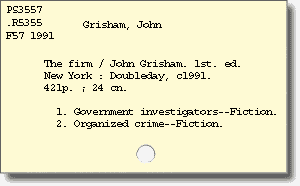 PS3557
.R5355
F57 1991
Grisham, John
The firm / John Grisham. 1st. ed.
New York : Doubleday, c1991.
421p. ; 24 cn.
1. Government investigators--Fiction.
2. Organized crime--Fiction.